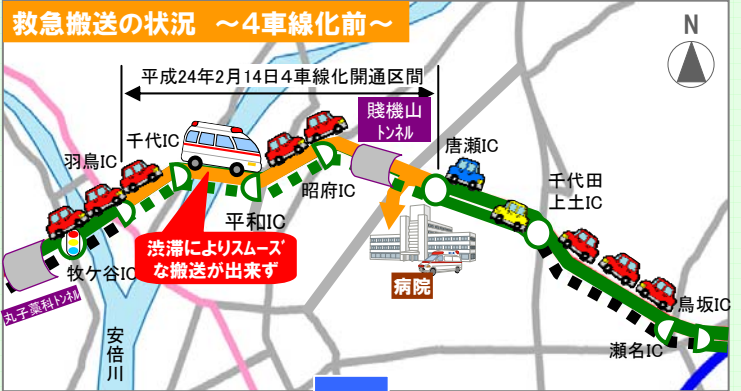 救急搬送の状況 ～4車線化前～
N
平成24年2月14日4車線化開通区間
賤機山
トンネル
千代IC
唐瀬IC
羽鳥IC
千代田
上土IC
昭府IC
平和IC
渋滞によりスムーズ
な搬送が出来ず
牧ケ谷IC
病院
丸子藁科トンネル
鳥坂IC
安倍川
瀬名IC